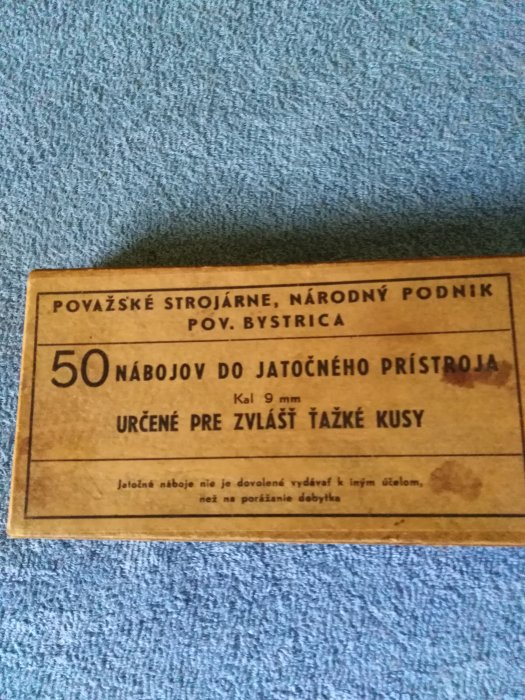 POVAŽSKÉ STROJÁRNE, NÁRODNÝ PODNIK
POV. BYSTRICA
50 NÁBOJOV DO JATOČNÉHO PRÍSTROJA
Kal 9 mm
URČENÉ PRE ZVLÁŠŤ ŤAŽKÉ KUSY
Jatočné náboje nie je dovolené vydávať k iným účelom,
než na porážanie dobytka